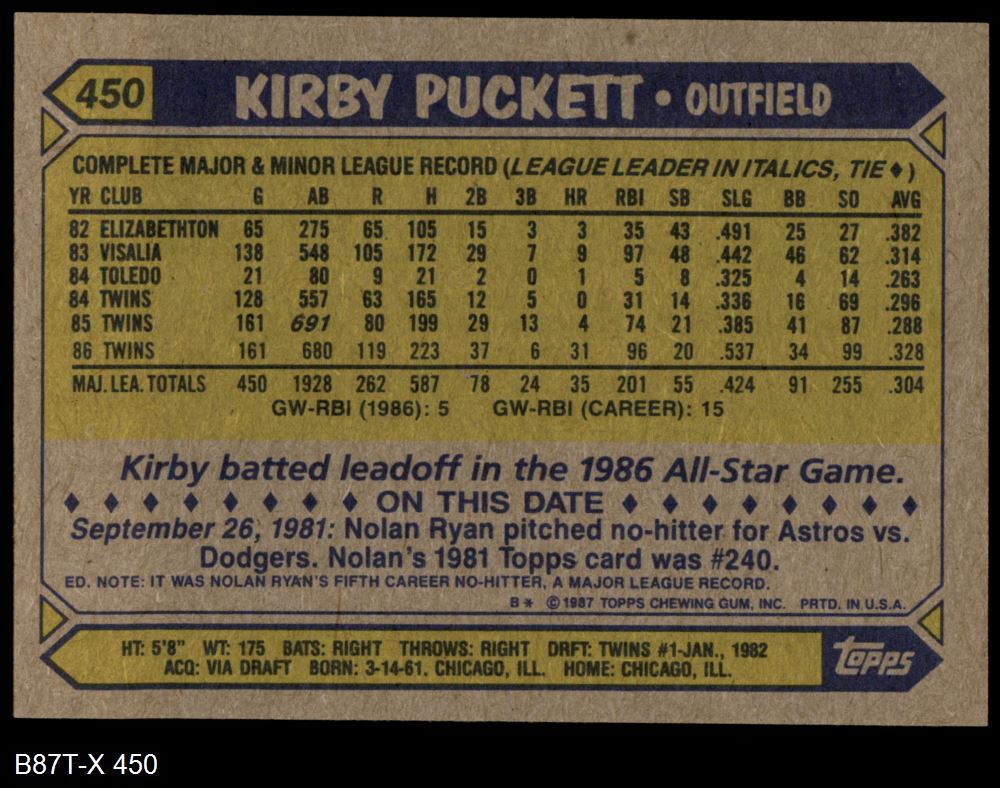 450 KIRBY PUCKETT • OUTFIELD
COMPLETE MAJOR & MINOR LEAGUE RECORD (LEAGUE LEADER IN ITALICS, TIE ♦)
YR CLUB G AB R H 2B 3B HR RBI SB SLG BB SO AVG
82 ELIZABETHTON 65 275 65 105 15 3 3 35 43 .491 25 27 .382
83 VISALIA 138 548 105 172 29 7 9 97 48 .442 46 62 .314
84 TOLEDO 21 80 9 21 2 0 1 5 8 .325 4 14 .263
84 TWINS 128 557 63 165 12 5 0 31 14 .336 16 69 .296
85 TWINS 161 691 80 199 29 13 4 74 21 .385 41 87 .288
86 TWINS 161 680 119 223 37 6 31 96 20 .537 34 99 .328
MAJ. LEA. TOTALS 450 1928 262 587 78 24 35 201 55 .424 91 255 .304
GW-RBI (1986): 5 GW-RBI (CAREER): 15
Kirby batted leadoff in the 1986 All-Star Game.
♦ ♦ ♦ ♦ ♦ ♦ ♦ ♦ ON THIS DATE ♦ ♦ ♦ ♦ ♦ ♦ ♦ ♦
September 26, 1981: Nolan Ryan pitched no-hitter for Astros vs.
Dodgers. Nolan's 1981 Topps card was #240.
ED. NOTE: IT WAS NOLAN RYAN'S FIFTH CAREER NO-HITTER, A MAJOR LEAGUE RECORD.
B* © 1987 TOPPS CHEWING GUM, INC. PRTD. IN U.S.A.
HT: 5'8" WT: 175 BATS: RIGHT THROWS: RIGHT DRFT: TWINS #1-JAN., 1982
ACQ: VIA DRAFT BORN: 3-14-61, CHICAGO, ILL. HOME: CHICAGO, ILL.
Topps
B87T-X 450